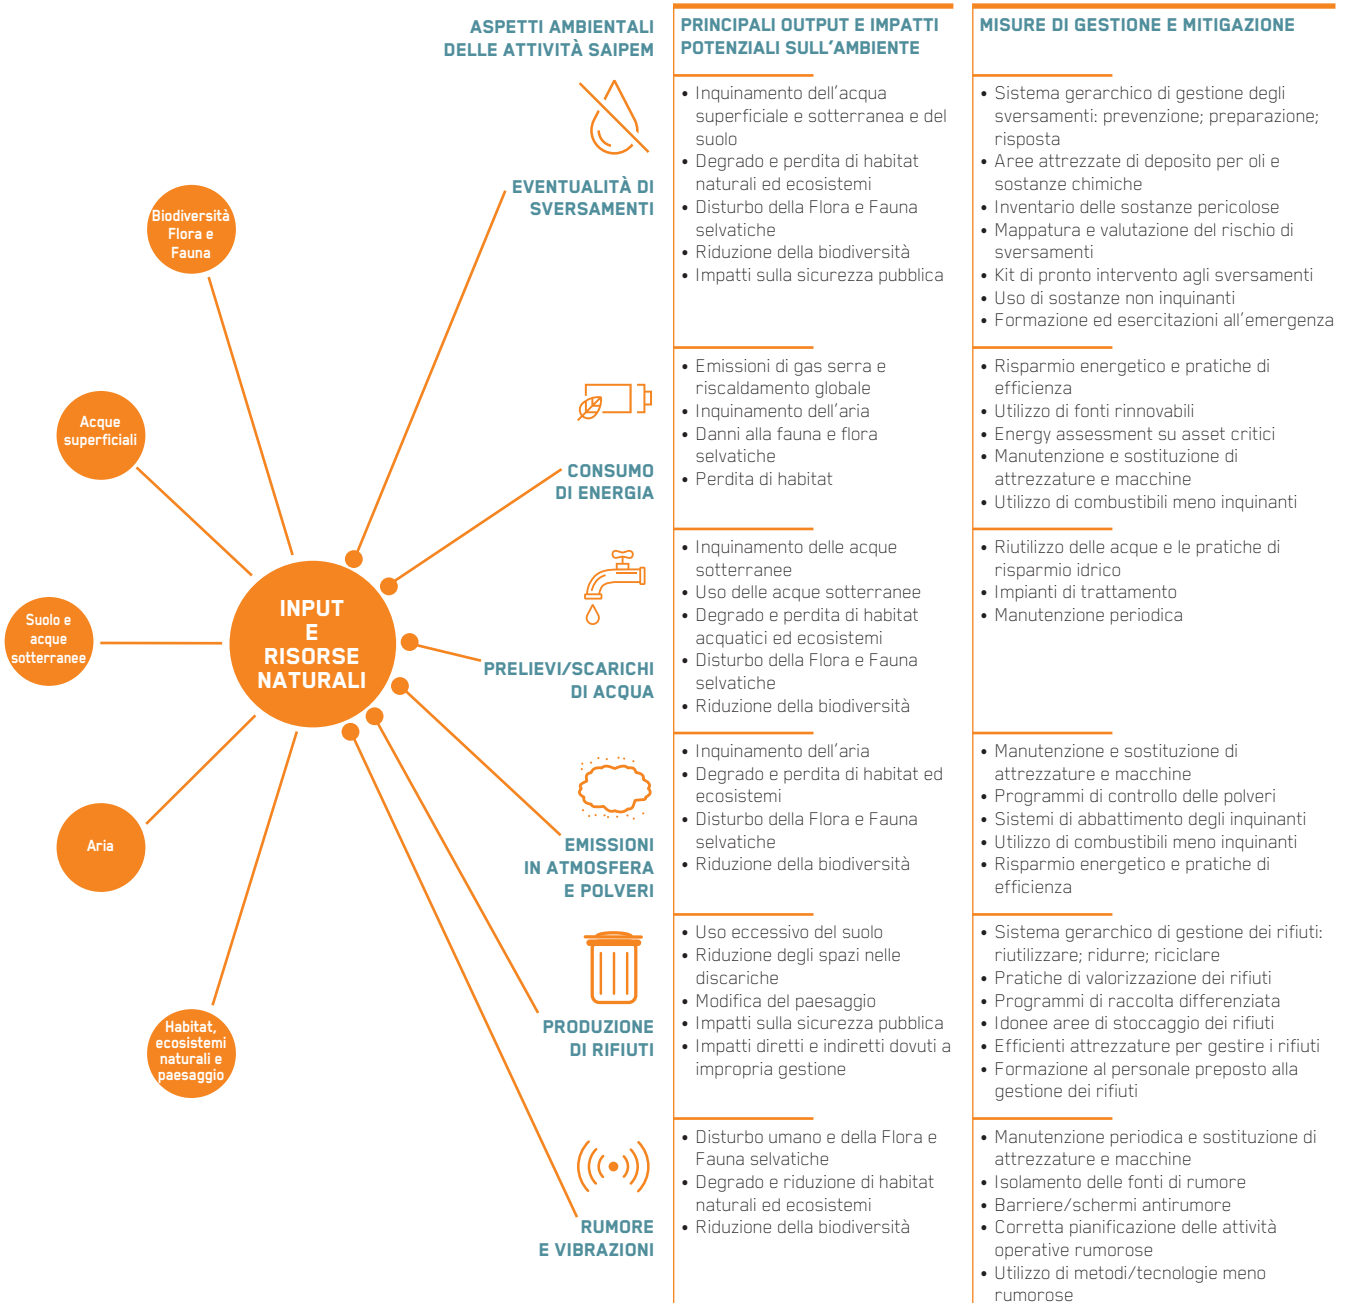 ASPETTI AMBIENTALI
DELLE ATTIVITÀ SAIPEM
PRINCIPALI OUTPUT E IMPATTI
POTENZIALI SULL'AMBIENTE
MISURE DI GESTIONE E MITIGAZIONE
Biodiversità
Flora e
Fauna
Acque
superficiali
Suolo e
acque
sotterranee
Aria
Habitat,
ecosistemi
naturali e
paesaggio
INPUT
E
RISORSE
NATURALI
EVENTUALITÀ DI
SVERSAMENTI
• Inquinamento dell'acqua
superficiale e sotterranea e del
suolo
• Degrado e perdita di habitat
naturali ed ecosistemi
• Disturbo della Flora e Fauna
selvatiche
• Riduzione della biodiversità
• Impatti sulla sicurezza pubblica
• Sistema gerarchico di gestione degli
sversamenti: prevenzione; preparazione;
risposta
• Aree attrezzate di deposito per oli e
sostanze chimiche
• Inventario delle sostanze pericolose
• Mappatura e valutazione del rischio di
sversamenti
• Kit di pronto intervento agli sversamenti
• Uso di sostanze non inquinanti
• Formazione ed esercitazioni all'emergenza
CONSUMO
DI ENERGIA
• Emissioni di gas serra e
riscaldamento globale
• Inquinamento dell'aria
• Danni alla fauna e flora
selvatiche
• Perdita di habitat
• Risparmio energetico e pratiche di
efficienza
• Utilizzo di fonti rinnovabili
• Energy assessment su asset critici
• Manutenzione e sostituzione di
attrezzature e macchine
• Utilizzo di combustibili meno inquinanti
PRELIEVI/SCARICHI
DI ACQUA
• Inquinamento delle acque
sotterranee
• Uso delle acque sotterranee
• Degrado e perdita di habitat
acquatici ed ecosistemi
• Disturbo della Flora e Fauna
selvatiche
• Riduzione della biodiversità
• Riutilizzo delle acque e le pratiche di
risparmio idrico
• Impianti di trattamento
• Manutenzione periodica
EMISSIONI
IN ATMOSFERA
E POLVERI
• Inquinamento dell'aria
• Degrado e perdita di habitat ed
ecosistemi
• Disturbo della Flora e Fauna
selvatiche
• Riduzione della biodiversità
• Manutenzione e sostituzione di
attrezzature e macchine
• Programmi di controllo delle polveri
• Sistemi di abbattimento degli inquinanti
• Utilizzo di combustibili meno inquinanti
• Risparmio energetico e pratiche di
efficienza
PRODUZIONE
DI RIFIUTI
• Uso eccessivo del suolo
• Riduzione degli spazi nelle
discariche
• Modifica del paesaggio
• Impatti sulla sicurezza pubblica
• Impatti diretti e indiretti dovuti a
impropria gestione
• Sistema gerarchico di gestione dei rifiuti:
riutilizzare; ridurre; riciclare
• Pratiche di valorizzazione dei rifiuti
• Programmi di raccolta differenziata
• Idonee aree di stoccaggio dei rifiuti
• Efficienti attrezzature per gestire i rifiuti
• Formazione al personale preposto alla
gestione dei rifiuti
RUMORE
E VIBRAZIONI
• Disturbo umano e della Flora e
Fauna selvatiche
• Degrado e riduzione di habitat
naturali ed ecosistemi
• Riduzione della biodiversità
• Manutenzione periodica e sostituzione di
attrezzature e macchine
• Isolamento delle fonti di rumore
• Barriere/schermi antirumore
• Corretta pianificazione delle attività
operative rumorose
• Utilizzo di metodi/tecnologie meno
rumorose